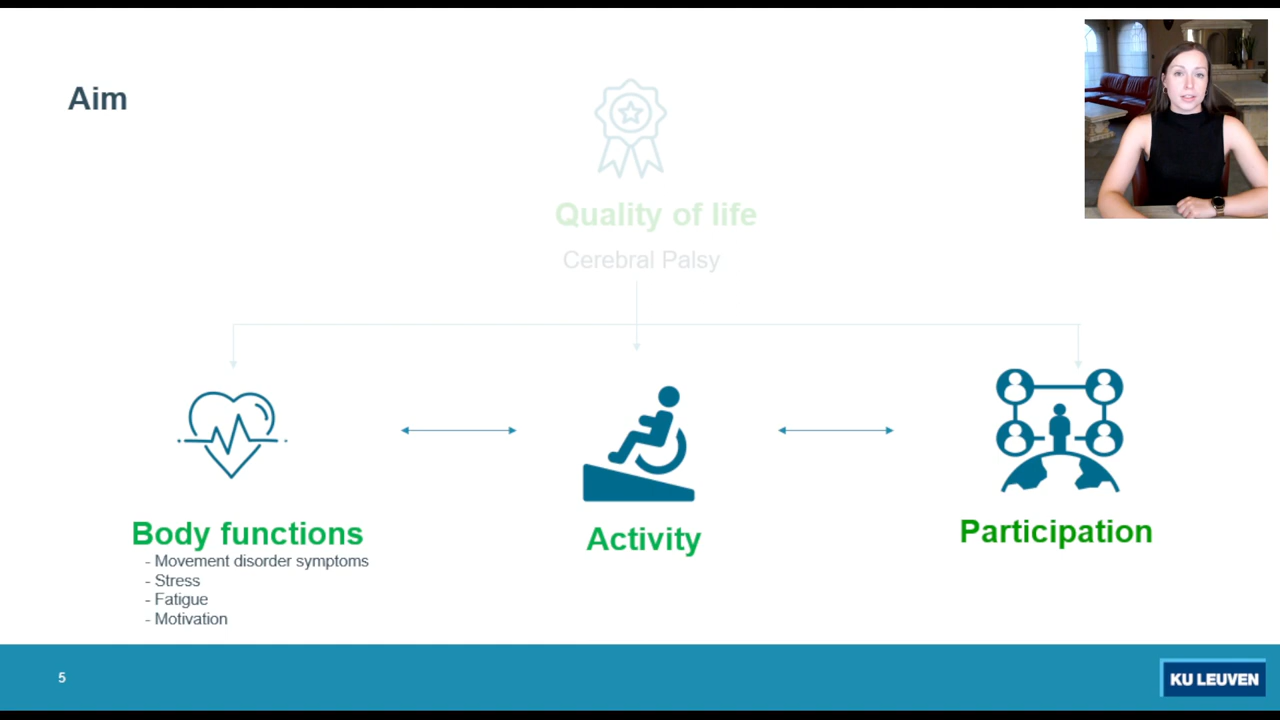 Aim
Quality of life
Cerebral Palsy
Body functions
- Movement disorder symptoms
- Stress
- Fatigue
- Motivation
Activity
Participation
5
KU LEUVEN